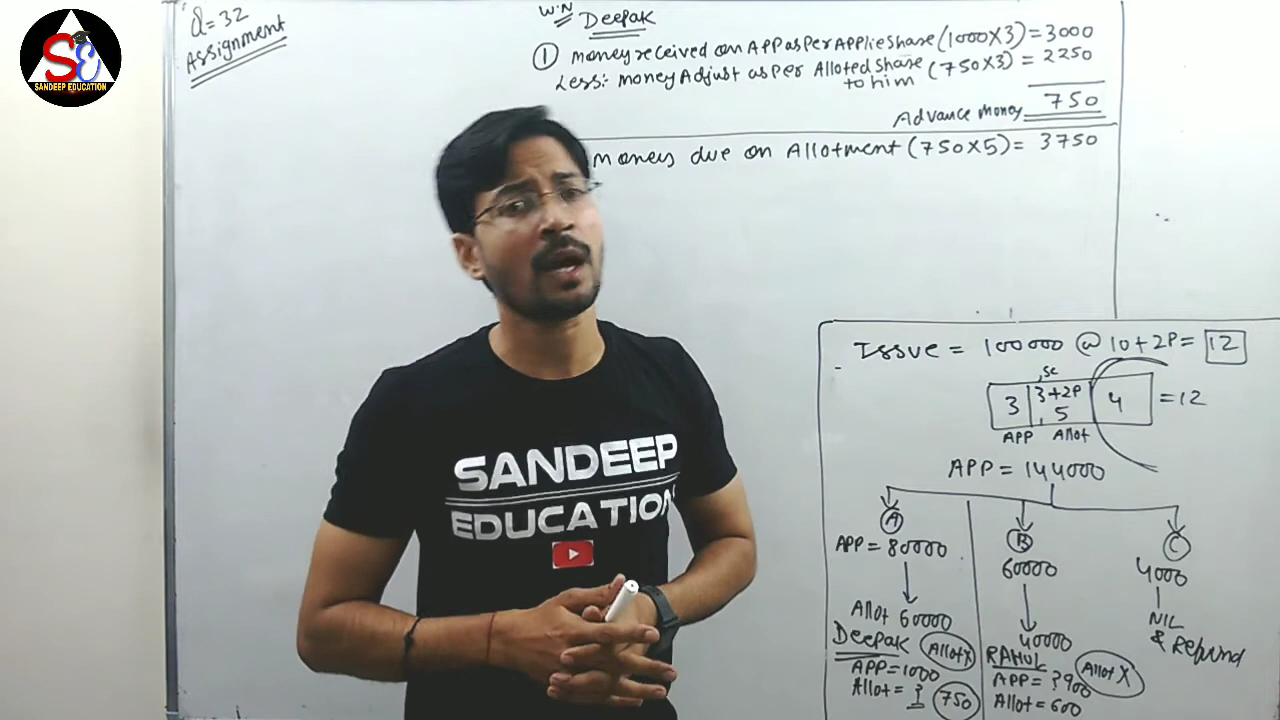 SE
SANDEEP EDUCATION
Q=32
Assignment
W.N
Deepak
① Money received on APP as Per Applie Share (1000×3) = 3000
Less: Money Adjust as Per Alloted Share (750×3) = 2250
to him
Advance Money 750
Money due on Allotment (750×5) = 3750
SANDEEP
EDUCATION
Issue = 100000 @ 10+2P= 12
3
3+2P
5
4
=12
APP
Allot
APP = 144000
A
B
C
APP = 80000
60000
4000
Allot 60000
40000
NIL
& Refund
Deepak
Allot X
APP = 1000
Allot = ?
750
RAHUL
Allot X
APP = ?900
Allot = 600